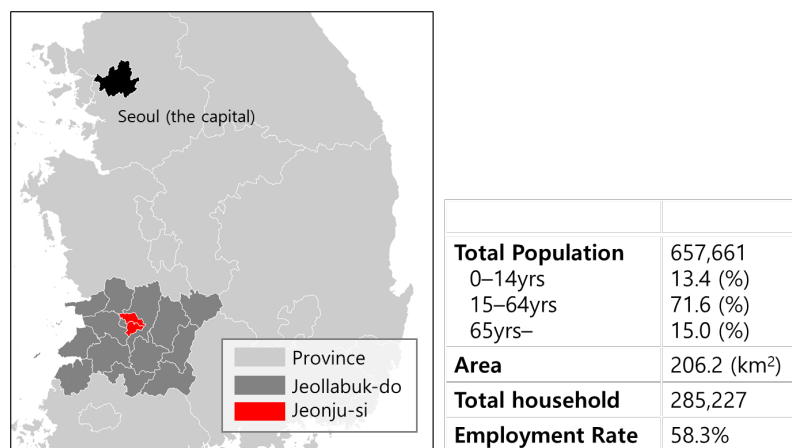 Seoul (the capital)
Province
Jeollabuk-do
Jeonju-si
Total Population 657,661
0–14yrs 13.4 (%)
15–64yrs 71.6 (%)
65yrs– 15.0 (%)
Area 206.2 (km²)
Total household 285,227
Employment Rate 58.3%